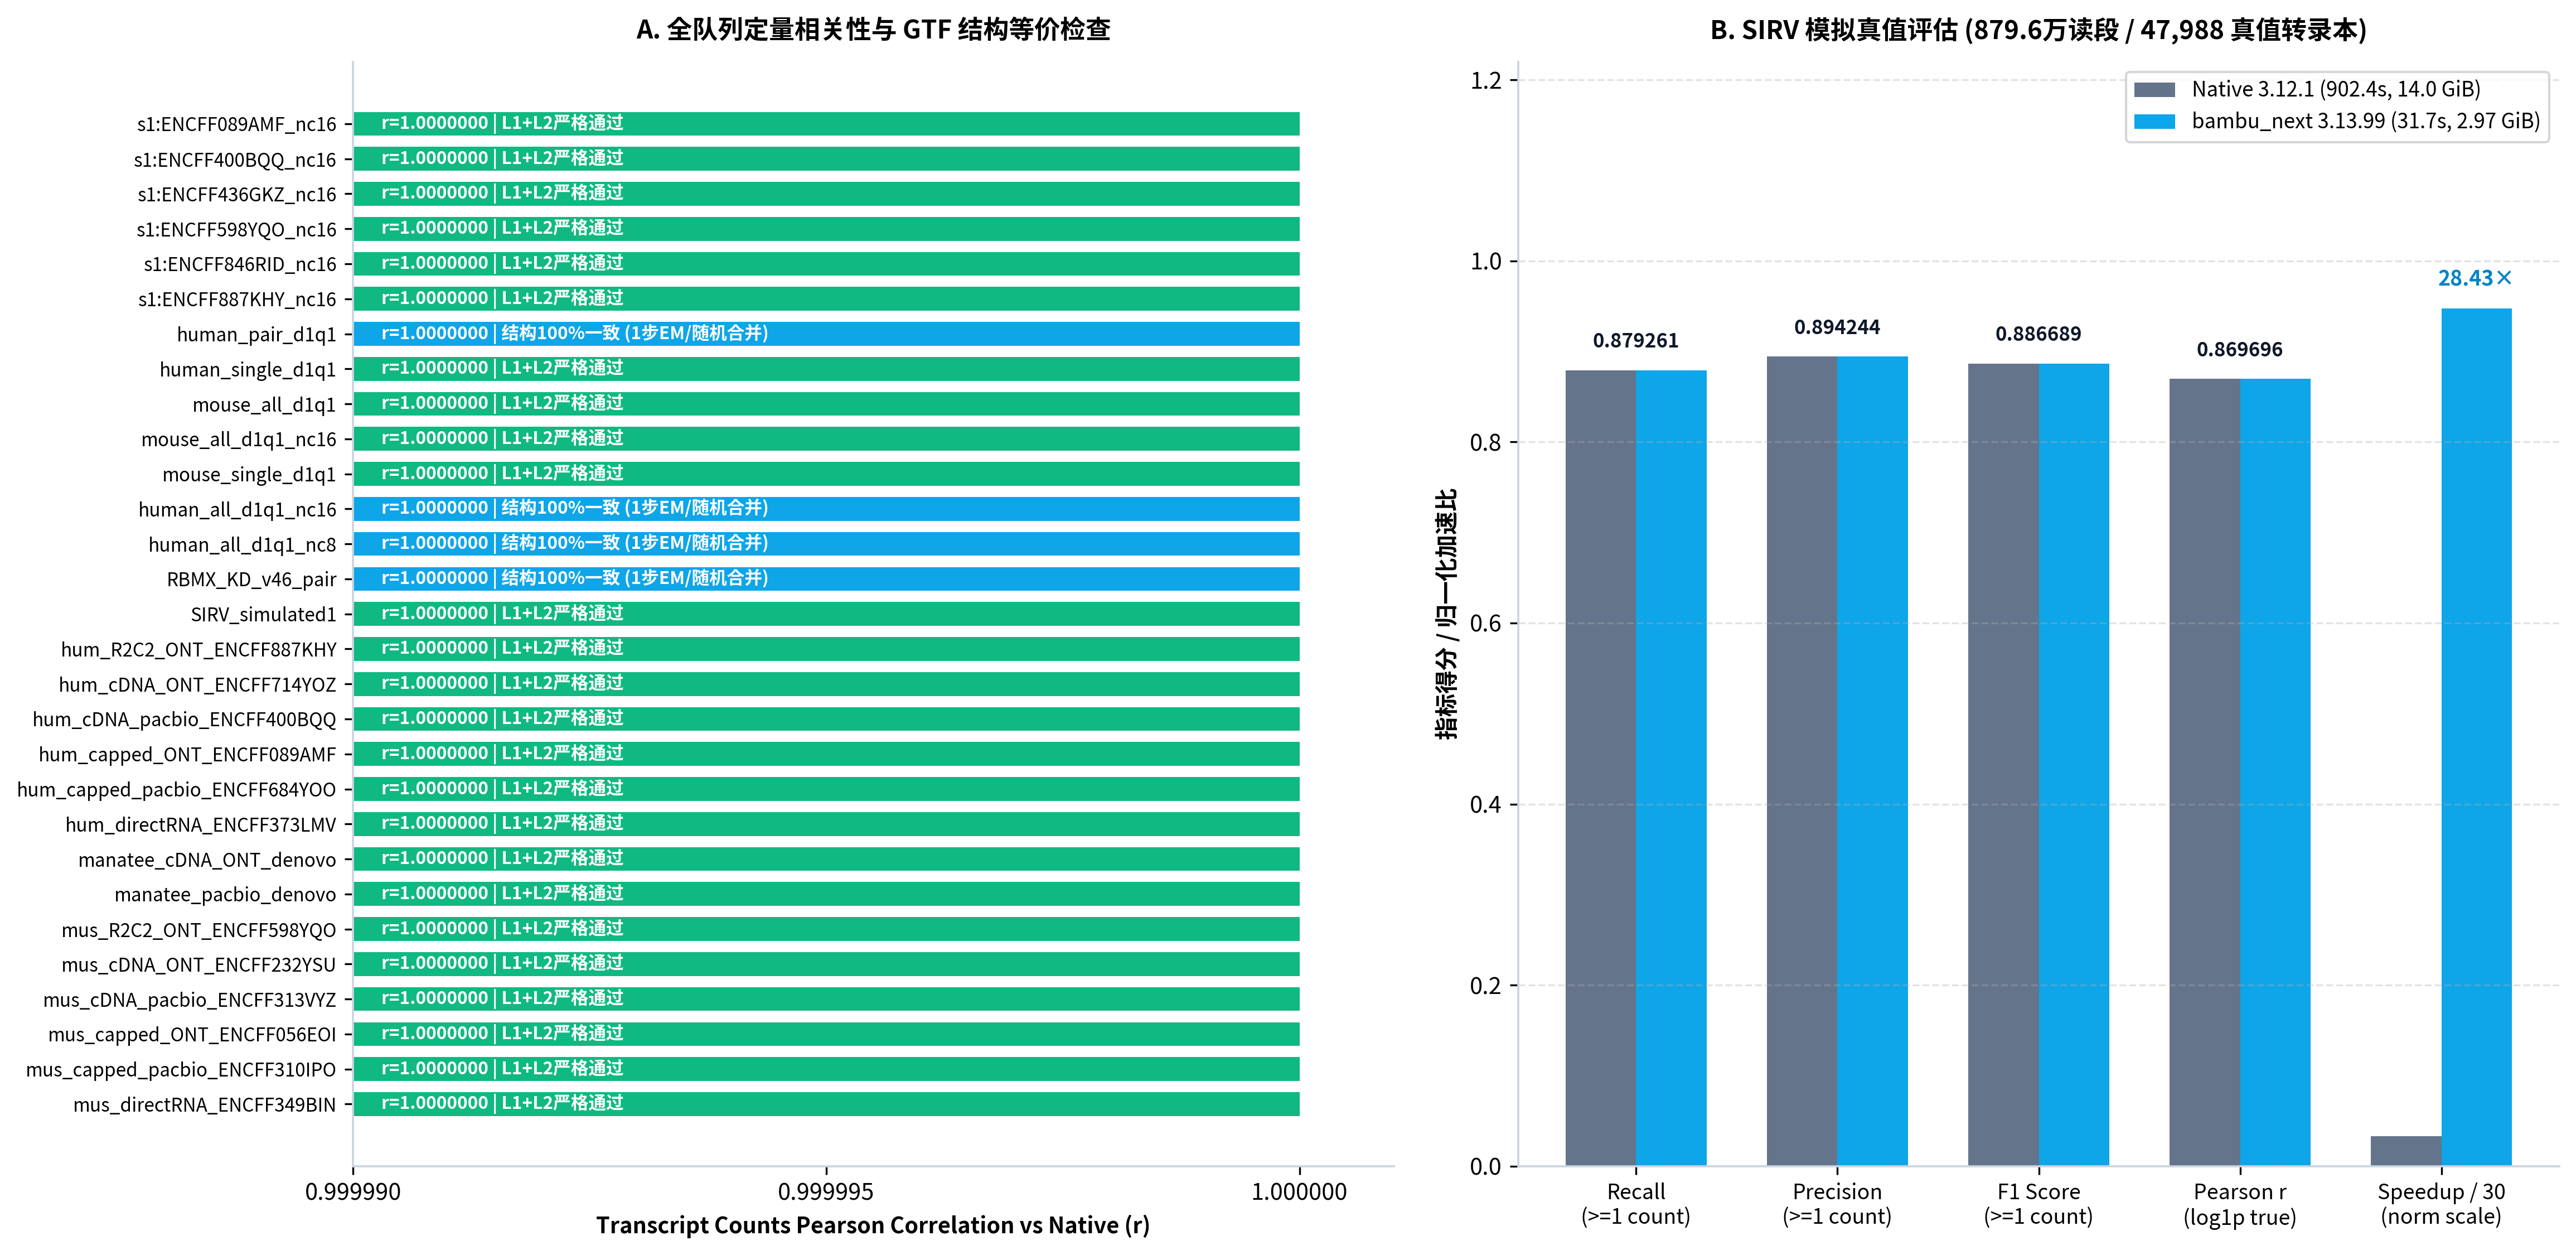 A. 全队列定量相关性与 GTF 结构等价检查
s1:ENCFF089AMF_nc16
r=1.0000000 | L1+L2严格通过
s1:ENCFF400BQQ_nc16
r=1.0000000 | L1+L2严格通过
s1:ENCFF436GKZ_nc16
r=1.0000000 | L1+L2严格通过
s1:ENCFF598YQO_nc16
r=1.0000000 | L1+L2严格通过
s1:ENCFF846RID_nc16
r=1.0000000 | L1+L2严格通过
s1:ENCFF887KHY_nc16
r=1.0000000 | L1+L2严格通过
human_pair_d1q1
r=1.0000000 | 结构100%一致 (1步EM/随机合并)
human_single_d1q1
r=1.0000000 | L1+L2严格通过
mouse_all_d1q1
r=1.0000000 | L1+L2严格通过
mouse_all_d1q1_nc16
r=1.0000000 | L1+L2严格通过
mouse_single_d1q1
r=1.0000000 | L1+L2严格通过
human_all_d1q1_nc16
r=1.0000000 | 结构100%一致 (1步EM/随机合并)
human_all_d1q1_nc8
r=1.0000000 | 结构100%一致 (1步EM/随机合并)
RBMX_KD_v46_pair
r=1.0000000 | 结构100%一致 (1步EM/随机合并)
SIRV_simulated1
r=1.0000000 | L1+L2严格通过
hum_R2C2_ONT_ENCFF887KHY
r=1.0000000 | L1+L2严格通过
hum_cDNA_ONT_ENCFF714YOZ
r=1.0000000 | L1+L2严格通过
hum_cDNA_pacbio_ENCFF400BQQ
r=1.0000000 | L1+L2严格通过
hum_capped_ONT_ENCFF089AMF
r=1.0000000 | L1+L2严格通过
hum_capped_pacbio_ENCFF684YOO
r=1.0000000 | L1+L2严格通过
hum_directRNA_ENCFF373LMV
r=1.0000000 | L1+L2严格通过
manatee_cDNA_ONT_denovo
r=1.0000000 | L1+L2严格通过
manatee_pacbio_denovo
r=1.0000000 | L1+L2严格通过
mus_R2C2_ONT_ENCFF598YQO
r=1.0000000 | L1+L2严格通过
mus_cDNA_ONT_ENCFF232YSU
r=1.0000000 | L1+L2严格通过
mus_cDNA_pacbio_ENCFF313VYZ
r=1.0000000 | L1+L2严格通过
mus_capped_ONT_ENCFF056EOI
r=1.0000000 | L1+L2严格通过
mus_capped_pacbio_ENCFF310IPO
r=1.0000000 | L1+L2严格通过
mus_directRNA_ENCFF349BIN
r=1.0000000 | L1+L2严格通过
0.999990
0.999995
1.000000
Transcript Counts Pearson Correlation vs Native (r)
B. SIRV 模拟真值评估 (879.6万读段 / 47,988 真值转录本)
Native 3.12.1 (902.4s, 14.0 GiB)
bambu_next 3.13.99 (31.7s, 2.97 GiB)
指标得分 / 归一化加速比
1.2
1.0
0.8
0.6
0.4
0.2
0.0
0.879261
0.894244
0.886689
0.869696
28.43×
Recall
(>=1 count)
Precision
(>=1 count)
F1 Score
(>=1 count)
Pearson r
(log1p true)
Speedup / 30
(norm scale)